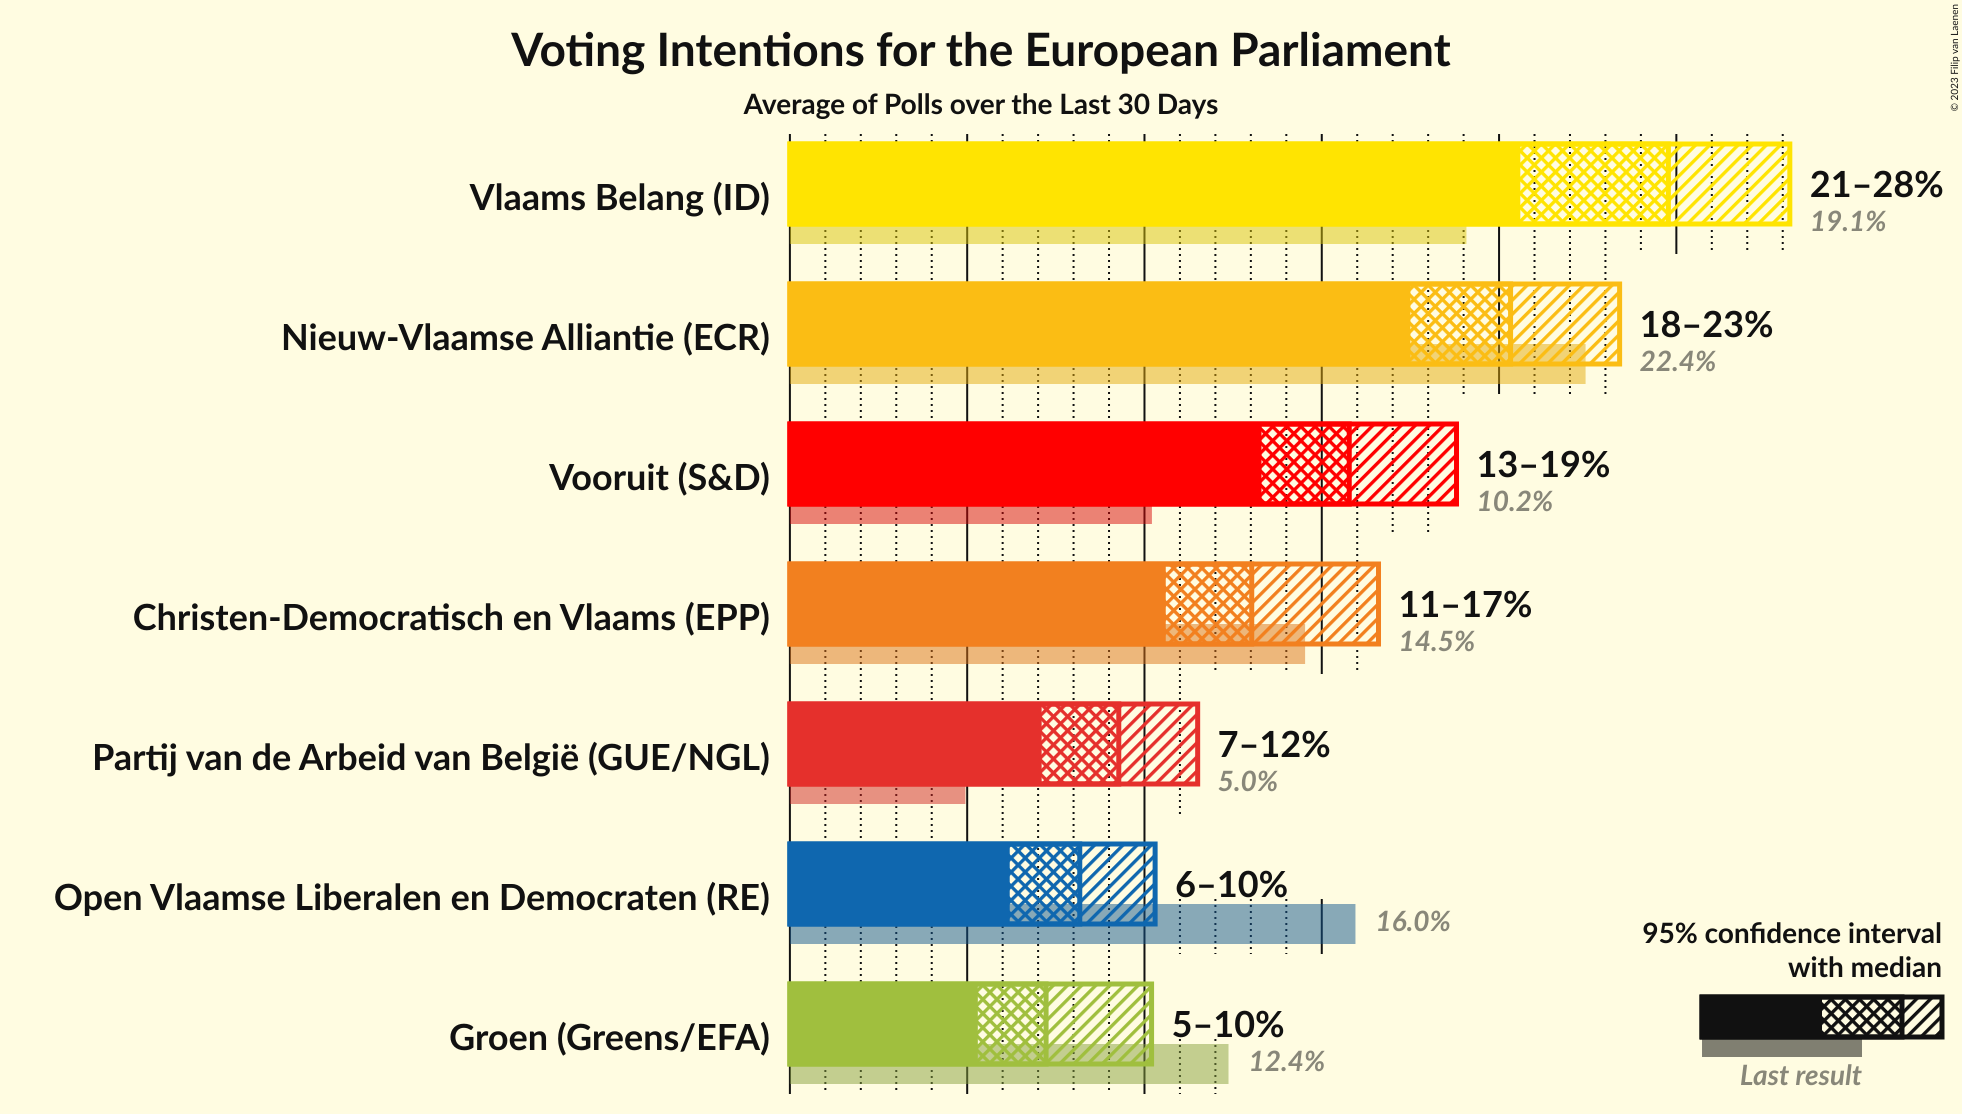 Voting Intentions for the European Parliament
Average of Polls over the Last 30 Days
© 2023 Filip van Laenen
Vlaams Belang (ID)
21–28%
19.1%
Nieuw-Vlaamse Alliantie (ECR)
18–23%
22.4%
Vooruit (S&D)
13–19%
10.2%
Christen-Democratisch en Vlaams (EPP)
11–17%
14.5%
Partij van de Arbeid van België (GUE/NGL)
7–12%
5.0%
Open Vlaamse Liberalen en Democraten (RE)
6–10%
16.0%
Groen (Greens/EFA)
5–10%
12.4%
95% confidence interval
with median
Last result